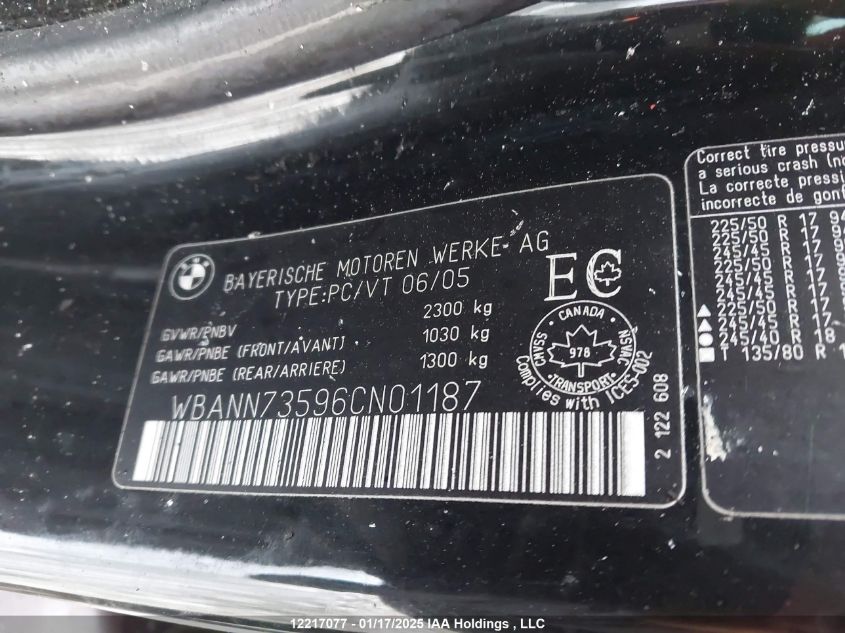 BAYERISCHE MOTOREN WERKE AG
TYPE:PC/VT 06/05
GVWR/PNBV 2300 kg
GAWR/PNBE (FRONT/AVANT) 1030 kg
GAWR/PNBE (REAR/ARRIERE) 1300 kg
WBANN73596CN01187
EC
CANADA
CMVSS 978 NSVAC
TRANSPORT
Complies with ICES-002
2 122 608
Correct tire pressu
a serious crash (no
La correcte pressi
incorrecte de gonf
225/50 R 17 94
225/50 R 17
245/45 R 17
225/50 R 17
245/45 R 17
245/45 R 17
225/50 R 17
245/45 R 17
245/40 R 18
T 135/80 R 1
12217077 - 01/17/2025 IAA Holdings , LLC